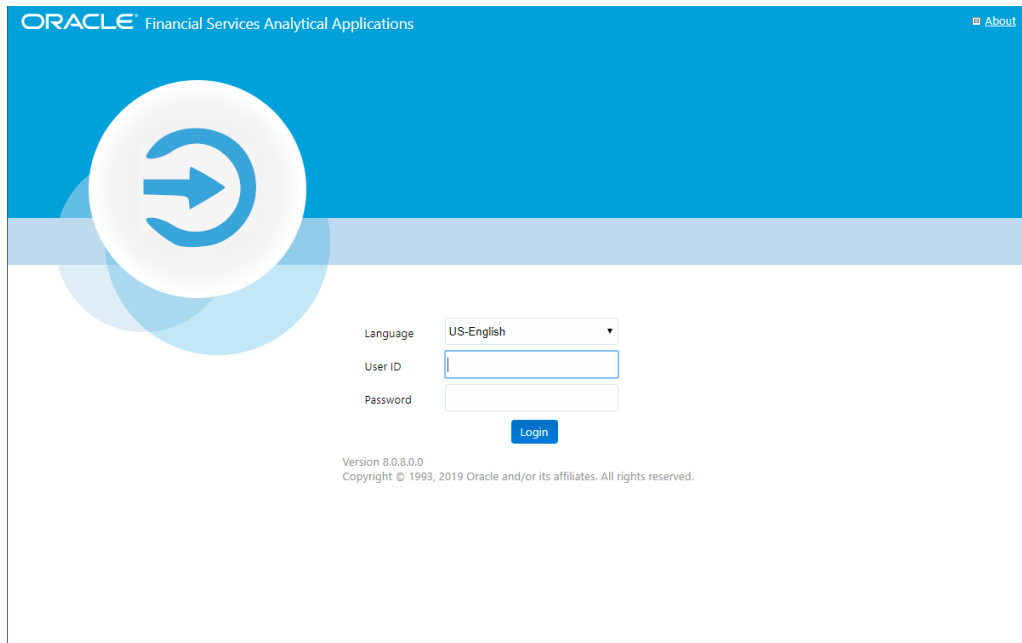 ORACLE® Financial Services Analytical Applications
About
Language US-English
User ID
Password
Login
Version 8.0.8.0.0
Copyright © 1993, 2019 Oracle and/or its affiliates. All rights reserved.